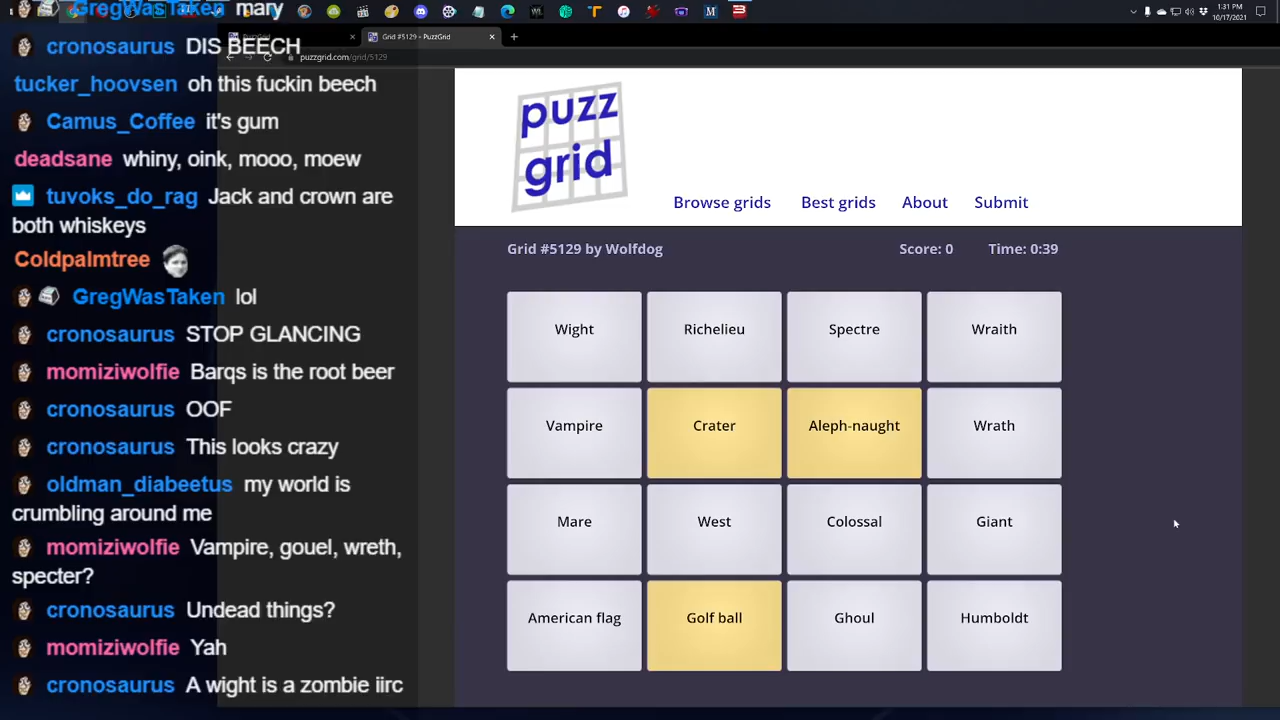 GregWasTaken mary
cronosaurus DIS BEECH
tucker_hoovsen oh this fuckin beech
Camus_Coffee it's gum
deadsane whiny, oink, mooo, moew
tuvoks_do_rag Jack and crown are
both whiskeys
Coldpalmtree
GregWasTaken lol
cronosaurus STOP GLANCING
momiziwolfie Barqs is the root beer
cronosaurus OOF
cronosaurus This looks crazy
oldman_diabeetus my world is
crumbling around me
momiziwolfie Vampire, gouel, wreth,
specter?
cronosaurus Undead things?
momiziwolfie Yah
cronosaurus A wight is a zombie iirc
1:31 PM
10/17/2021
Grid #5129 - PuzzGrid
puzzgrid.com/grid/5129
puzz
grid
Browse grids Best grids About Submit
Grid #5129 by Wolfdog Score: 0 Time: 0:39
Wight Richelieu Spectre Wraith
Vampire Crater Aleph-naught Wrath
Mare West Colossal Giant
American flag Golf ball Ghoul Humboldt